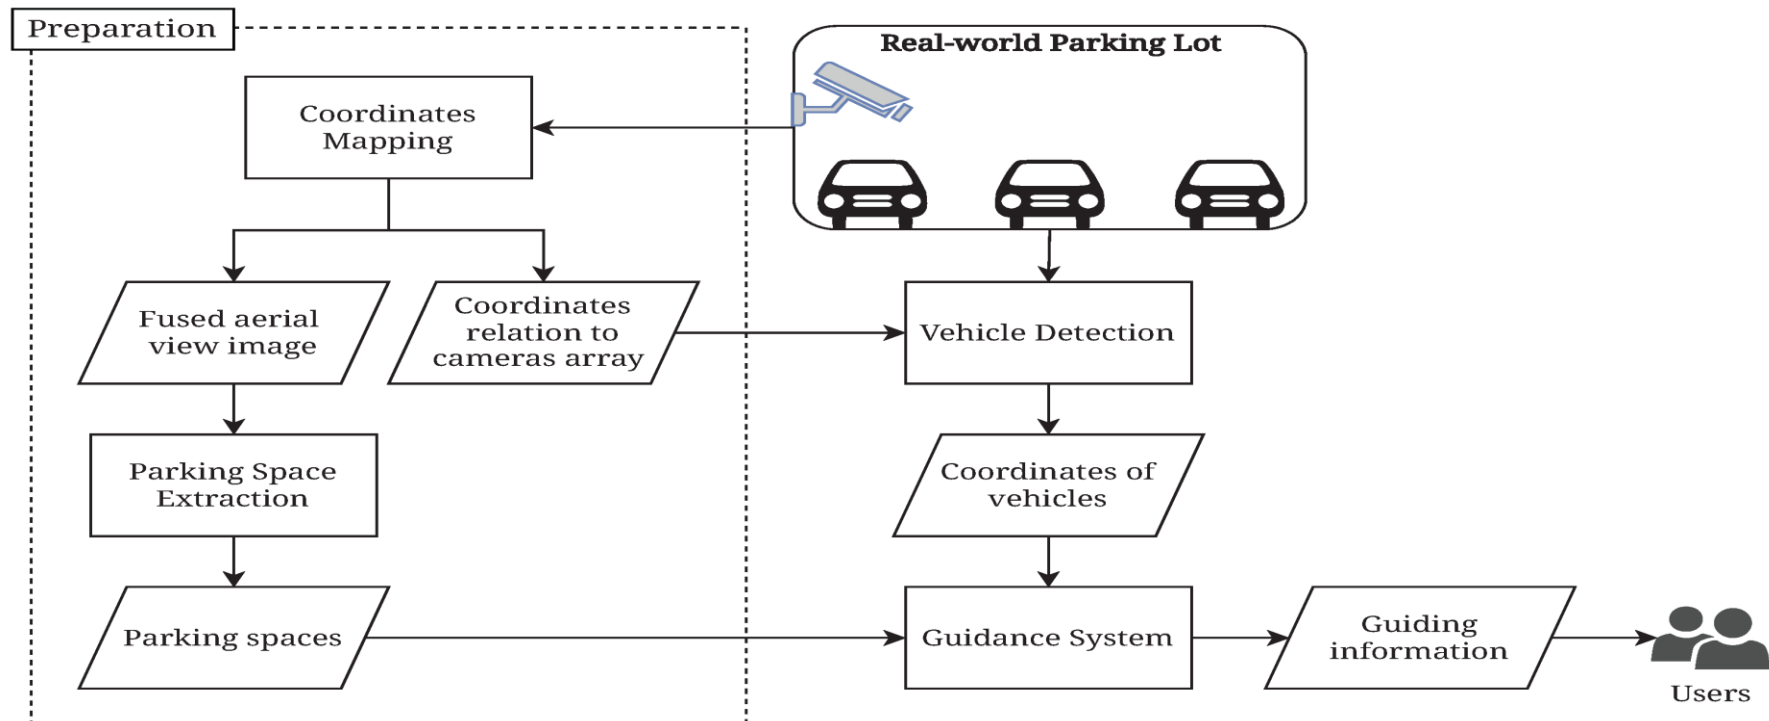 Preparation
Real-world Parking Lot
Coordinates
Mapping
Fused aerial
view image
Coordinates
relation to
cameras array
Vehicle Detection
Parking Space
Extraction
Coordinates of
vehicles
Parking spaces
Guidance System
Guiding
information
Users